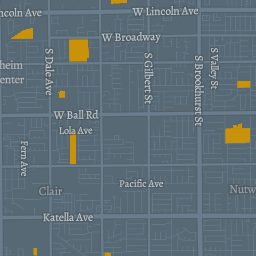 ncoln Ave
W Lincoln Ave
W Broadway
S Dale Ave
S Gilbert St
S Brookhurst St
S Valley St
heim
enter
W Ball Rd
Lola Ave
Fern Ave
Pacific Ave
Clair
Nutw
Katella Ave